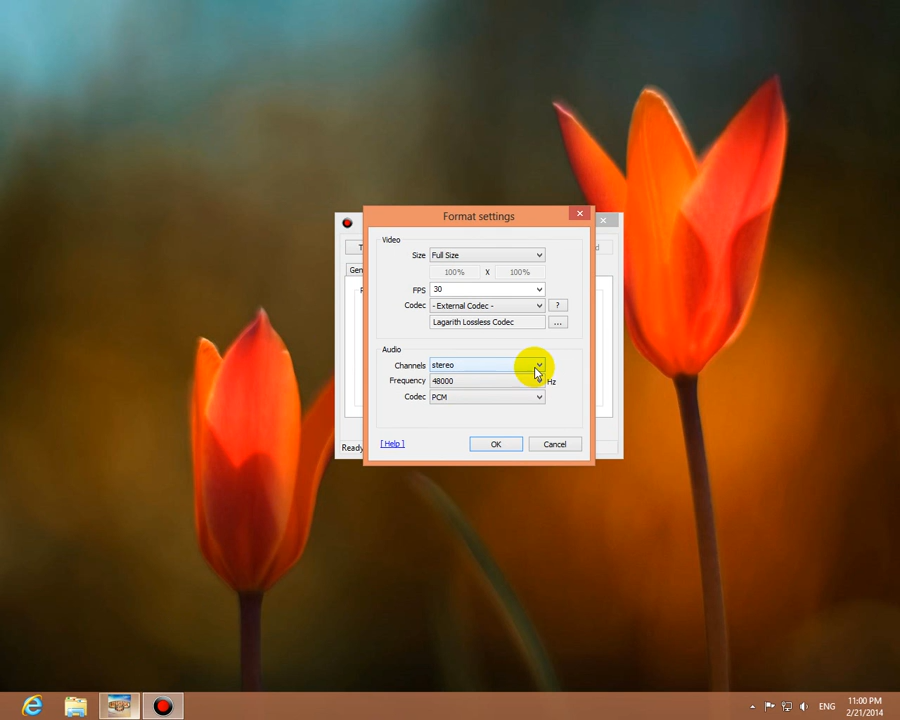 Format settings
T
d
Gen
Video
Size Full Size
100% X 100%
FPS 30
Codec - External Codec - ?
Lagarith Lossless Codec ...
Audio
Channels stereo
Frequency 48000 Hz
Codec PCM
[ Help ] OK Cancel
Ready
ENG
11:00 PM
2/21/2014